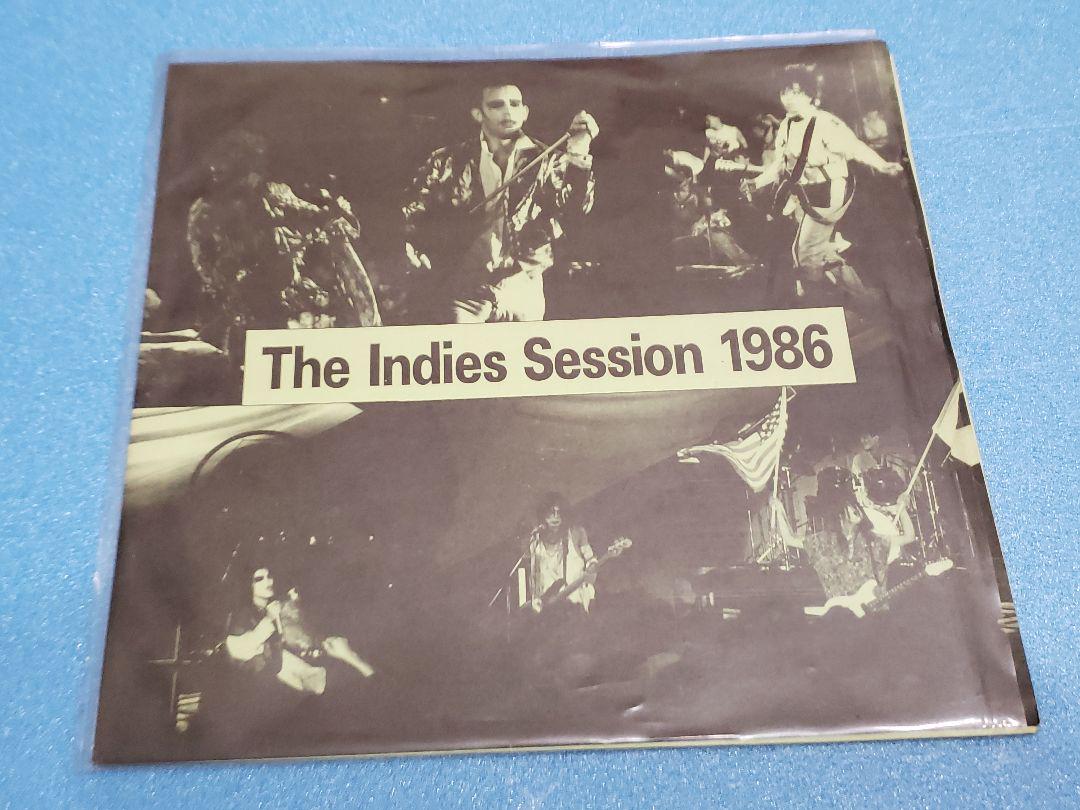 The Indies Session 1986